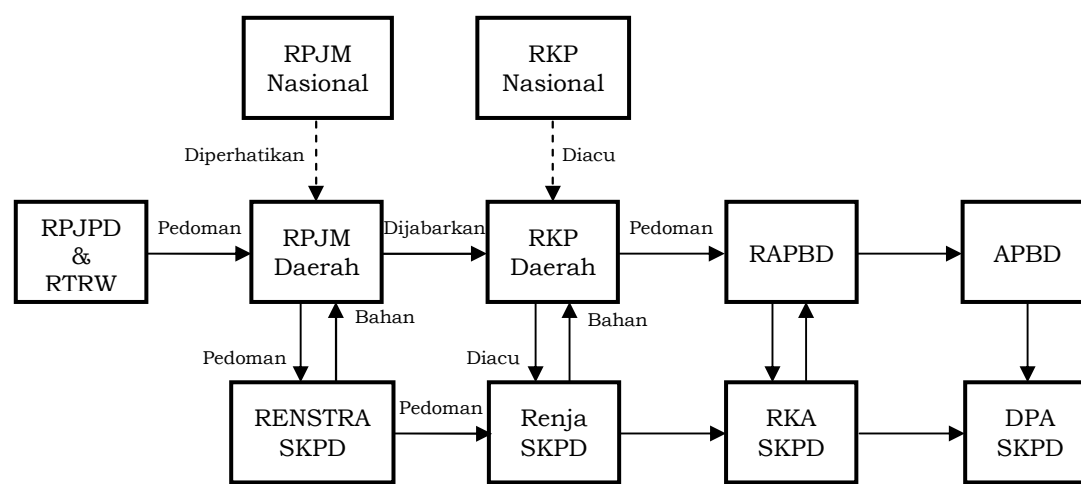 RPJM
Nasional
RKP
Nasional
Diperhatikan
Diacu
RPJPD
&
RTRW
Pedoman
RPJM
Daerah
Dijabarkan
RKP
Daerah
Pedoman
RAPBD
APBD
Bahan
Bahan
Pedoman
Diacu
RENSTRA
SKPD
Pedoman
Renja
SKPD
RKA
SKPD
DPA
SKPD